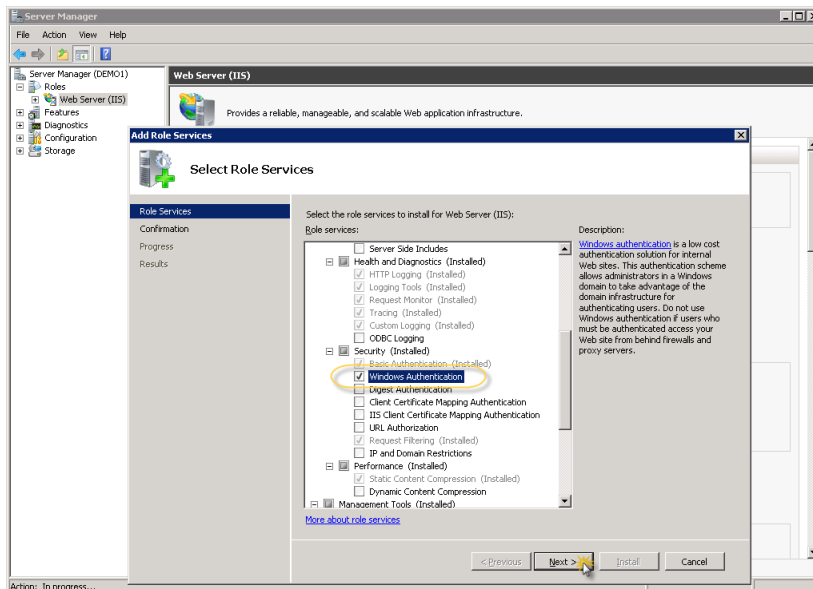 Server Manager
File Action View Help
Server Manager (DEMO1)
Roles
Web Server (IIS)
Features
Diagnostics
Configuration
Storage
Web Server (IIS)
Provides a reliable, manageable, and scalable Web application infrastructure.
Add Role Services
Select Role Services
Role Services
Confirmation
Progress
Results
Select the role services to install for Web Server (IIS):
Role services:
Server Side Includes
Health and Diagnostics (Installed)
HTTP Logging (Installed)
Logging Tools (Installed)
Request Monitor (Installed)
Tracing (Installed)
Custom Logging (Installed)
ODBC Logging
Security (Installed)
Basic Authentication (Installed)
Windows Authentication
Digest Authentication
Client Certificate Mapping Authentication
IIS Client Certificate Mapping Authentication
URL Authorization
Request Filtering (Installed)
IP and Domain Restrictions
Performance (Installed)
Static Content Compression (Installed)
Dynamic Content Compression
Management Tools (Installed)
More about role services
Description:
Windows authentication is a low cost
authentication solution for internal
Web sites. This authentication scheme
allows administrators in a Windows
domain to take advantage of the
domain infrastructure for
authenticating users. Do not use
Windows authentication if users who
must be authenticated access your
Web site from behind firewalls and
proxy servers.
< Previous Next > Install Cancel
Action: In progress...